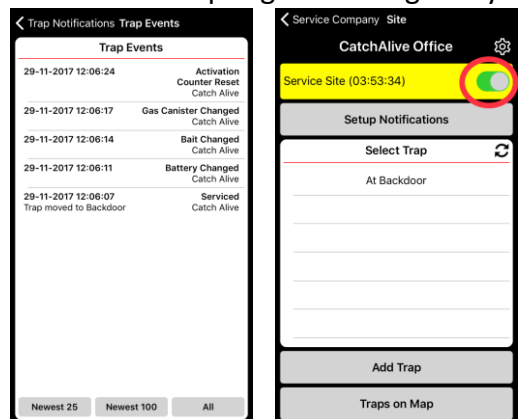 Trap Notifications Trap Events
Trap Events
29-11-2017 12:06:24 Activation
Counter Reset
Catch Alive
29-11-2017 12:06:17 Gas Canister Changed
Catch Alive
29-11-2017 12:06:14 Bait Changed
Catch Alive
29-11-2017 12:06:11 Battery Changed
Catch Alive
29-11-2017 12:06:07 Serviced
Trap moved to Backdoor Catch Alive
Newest 25 Newest 100 All
Service Company Site
CatchAlive Office
Service Site (03:53:34)
Setup Notifications
Select Trap
At Backdoor
Add Trap
Traps on Map